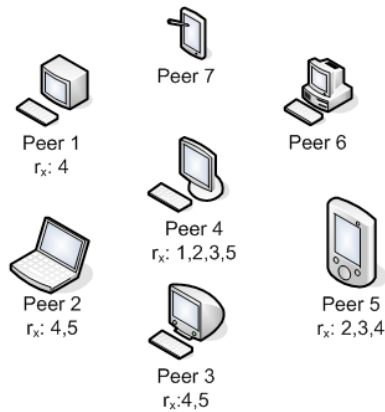 Peer 7
Peer 1
rₓ: 4
Peer 6
Peer 4
rₓ: 1,2,3,5
Peer 2
rₓ: 4,5
Peer 5
rₓ: 2,3,4
Peer 3
rₓ:4,5